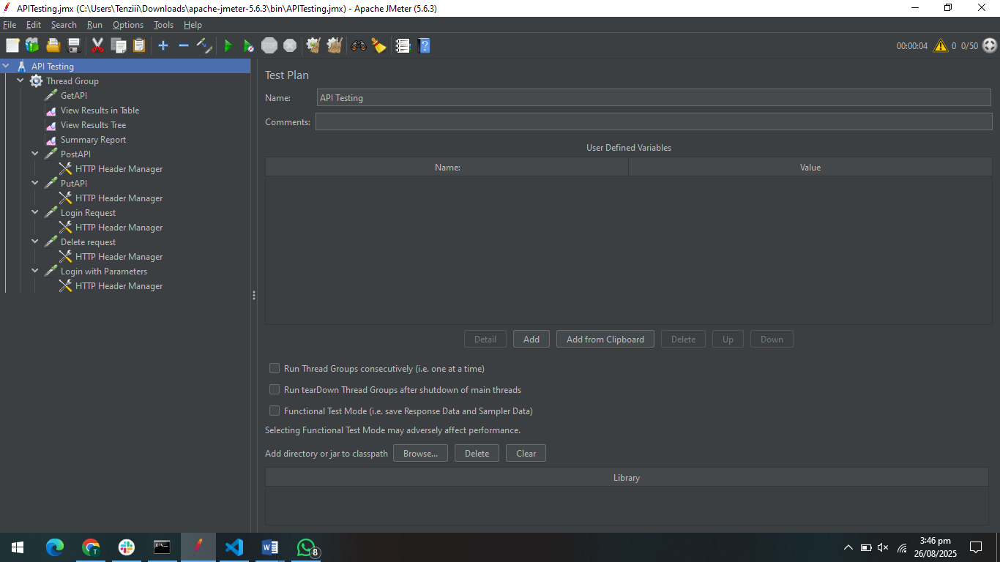 APITesting.jmx (C:\Users\Tenziii\Downloads\apache-jmeter-5.6.3\bin\APITesting.jmx) - Apache JMeter (5.6.3)
File Edit Search Run Options Tools Help
STOP
00:00:04 0 0/50
API Testing
Thread Group
GetAPI
View Results in Table
View Results Tree
Summary Report
PostAPI
HTTP Header Manager
PutAPI
HTTP Header Manager
Login Request
HTTP Header Manager
Delete request
HTTP Header Manager
Login with Parameters
HTTP Header Manager
Test Plan
Name: API Testing
Comments:
User Defined Variables
Name: Value
Detail Add Add from Clipboard Delete Up Down
Run Thread Groups consecutively (i.e. one at a time)
Run tearDown Thread Groups after shutdown of main threads
Functional Test Mode (i.e. save Response Data and Sampler Data)
Selecting Functional Test Mode may adversely affect performance.
Add directory or jar to classpath Browse... Delete Clear
Library
T
8
3:46 pm
26/08/2025